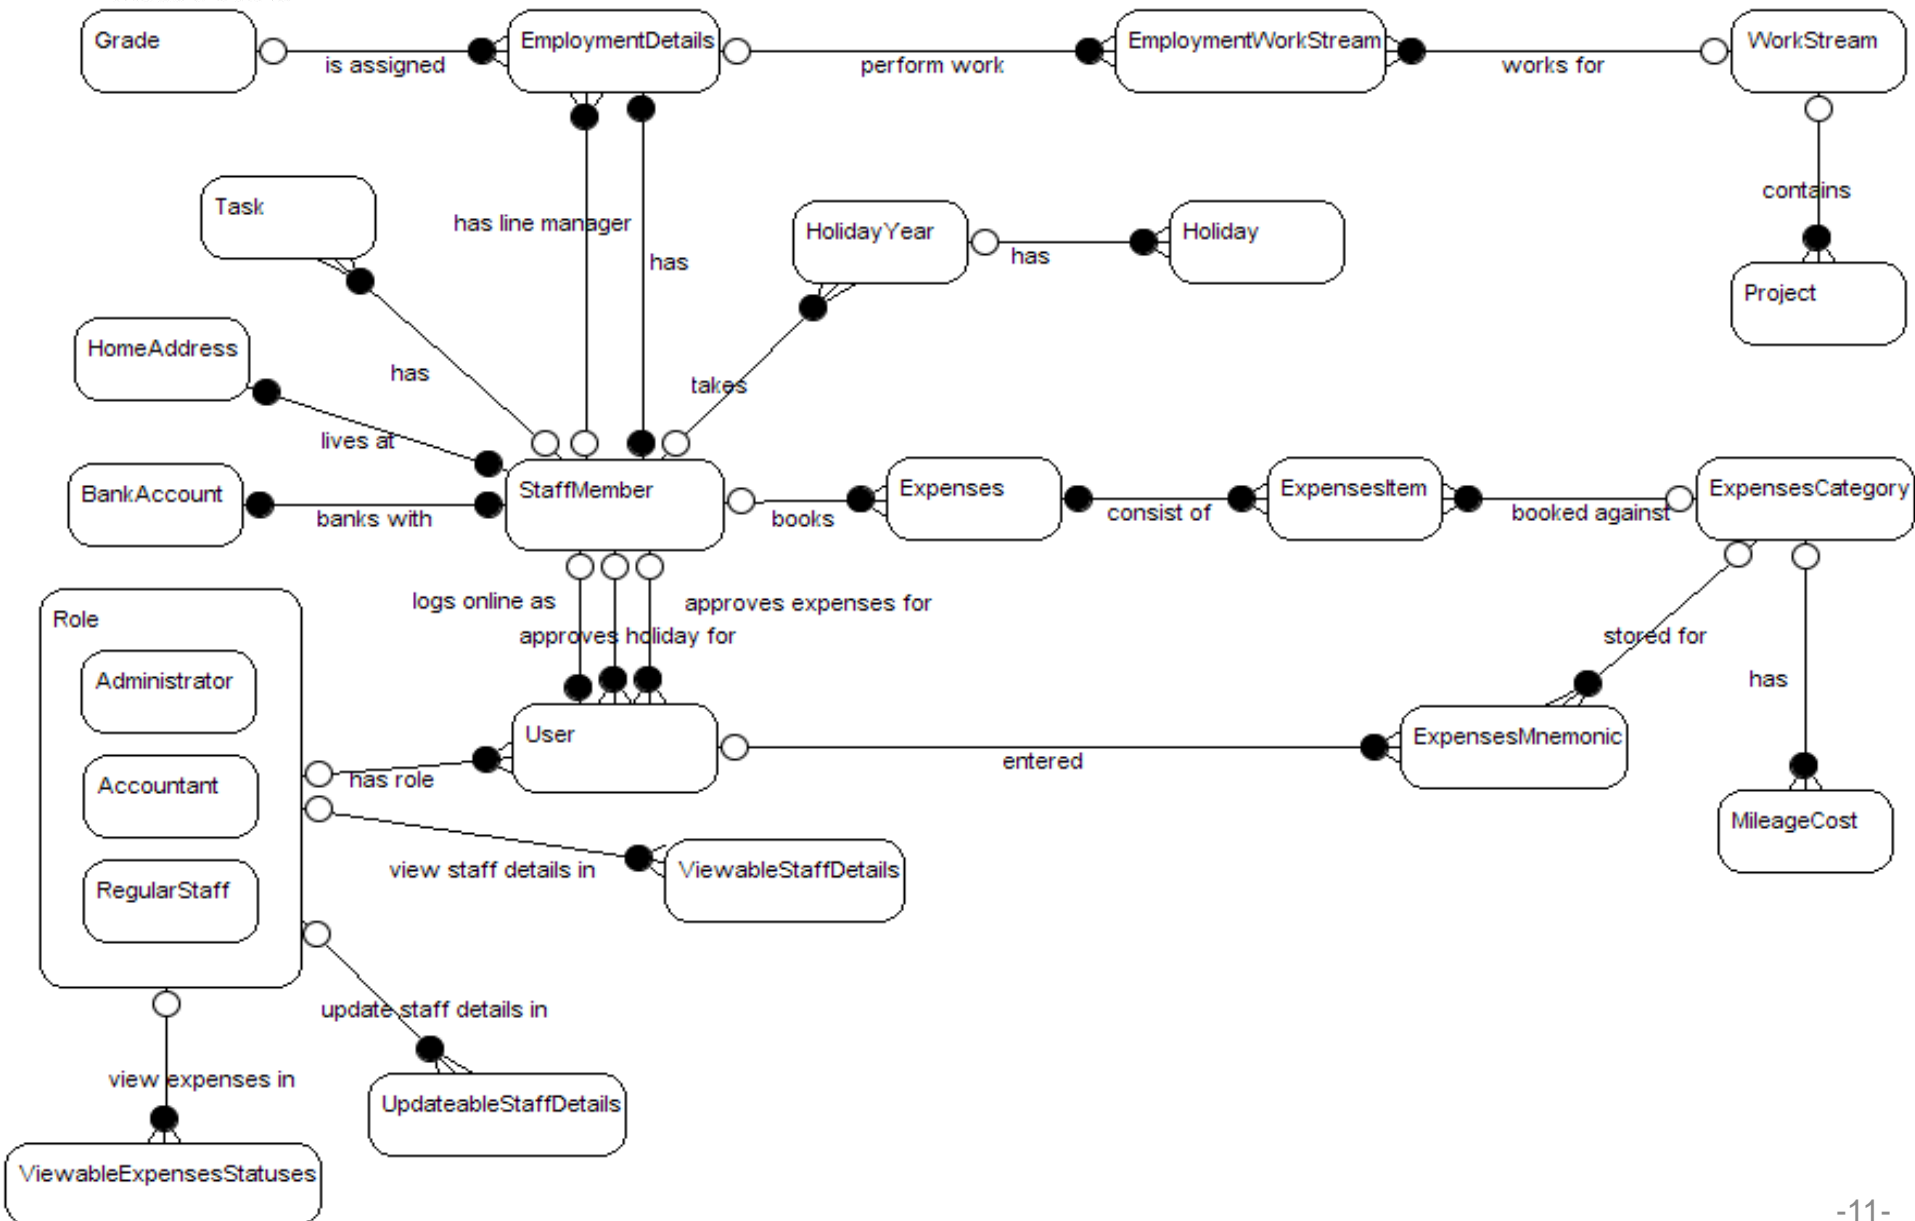 Grade
EmploymentDetails
EmploymentWorkStream
WorkStream
is assigned
perform work
works for
contains
Task
has line manager
has
HolidayYear
has
Holiday
Project
HomeAddress
has
takes
lives at
BankAccount
banks with
StaffMember
books
Expenses
consist of
ExpensesItem
booked against
ExpensesCategory
logs online as
approves expenses for
approves holiday for
stored for
has
Role
Administrator
Accountant
RegularStaff
has role
User
entered
ExpensesMnemonic
MileageCost
view staff details in
ViewableStaffDetails
update staff details in
UpdateableStaffDetails
view expenses in
ViewableExpensesStatuses
-11-